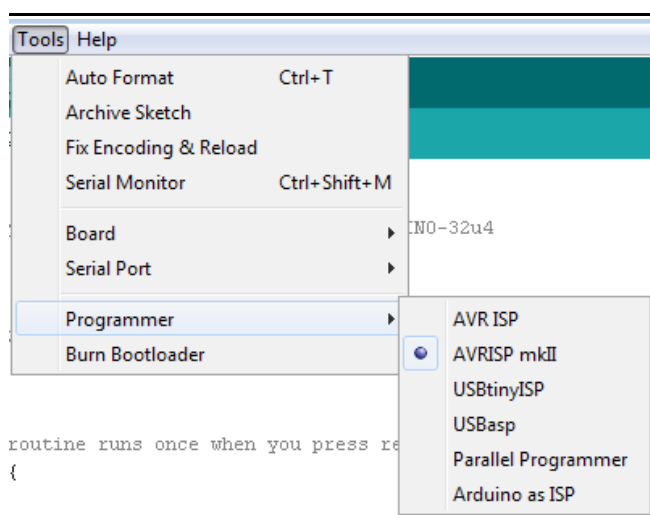 Tools Help
Auto Format Ctrl+T
Archive Sketch
Fix Encoding & Reload
Serial Monitor Ctrl+Shift+M
Board
INO-32u4
Serial Port
Programmer
AVR ISP
Burn Bootloader
AVRISP mkII
USBtinyISP
USBasp
routine runs once when you press re
Parallel Programmer
{
Arduino as ISP